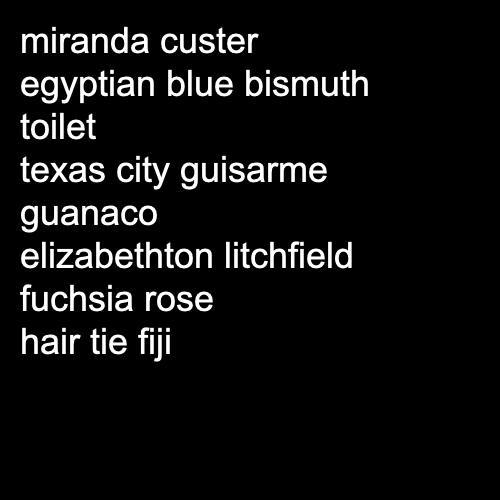 miranda custer
egyptian blue bismuth
toilet
texas city guisarme
guanaco
elizabethton litchfield
fuchsia rose
hair tie fiji